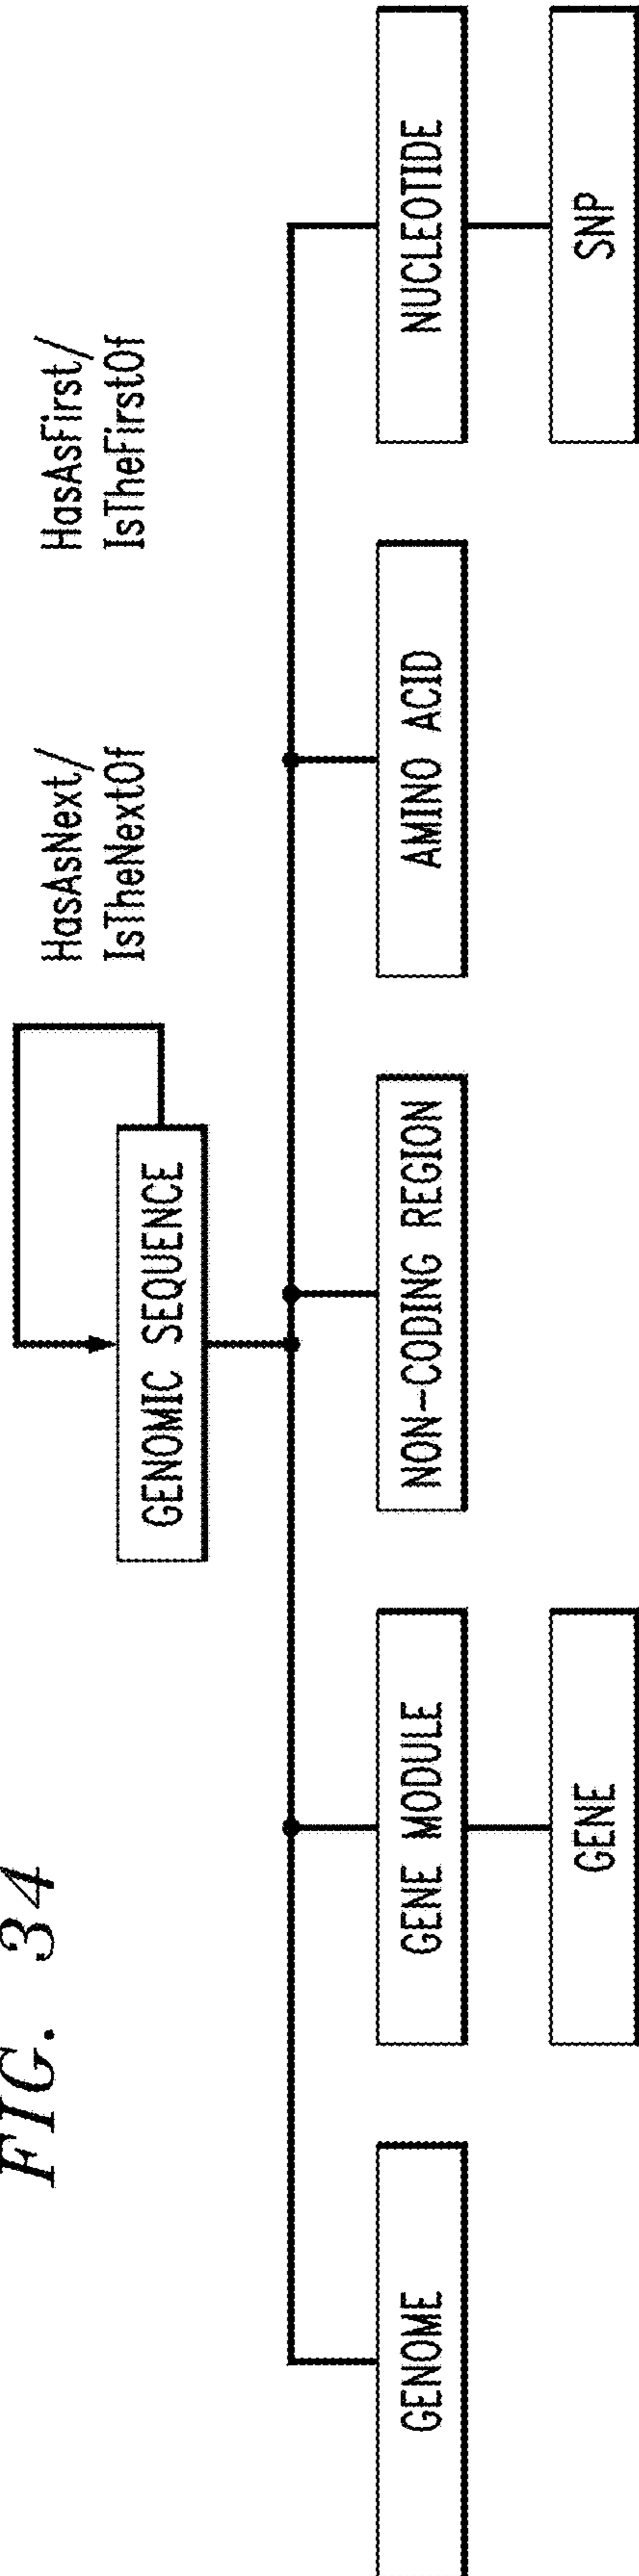 FIG. 34
HasAsNext/
IsTheNextOf
HasAsFirst/
IsTheFirstOf
GENOMIC SEQUENCE
GENOME
GENE MODULE
NON-CODING REGION
AMINO ACID
NUCLEOTIDE
GENE
SNP